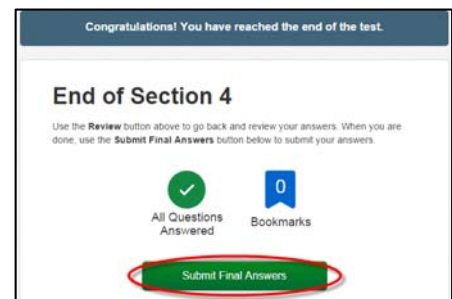 Congratulations! You have reached the end of the test.
End of Section 4
Use the Review button above to go back and review your answers. When you are
done, use the Submit Final Answers button below to submit your answers.
0
All Questions
Answered
Bookmarks
Submit Final Answers